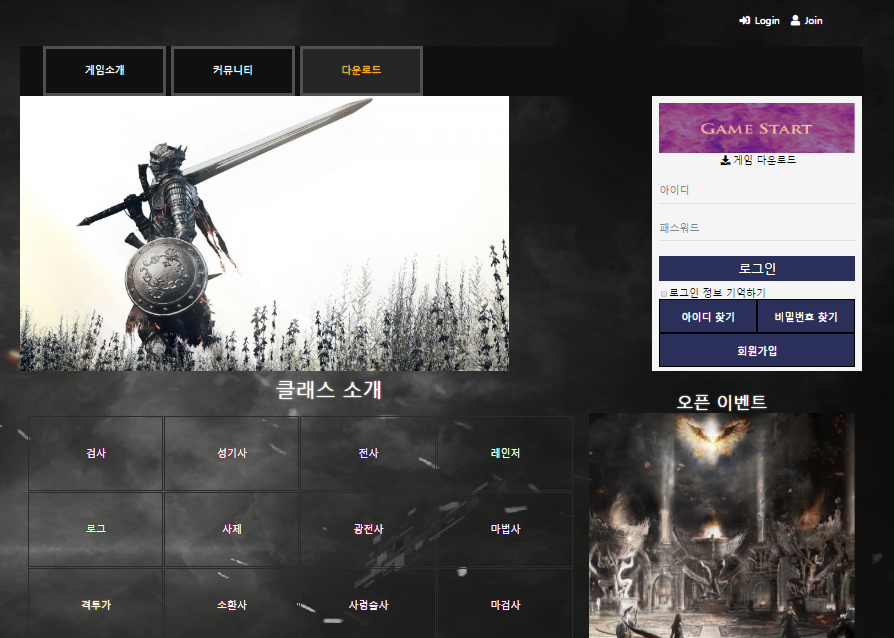 Login Join
게임소개 커뮤니티 다운로드
GAME START
게임 다운로드
아이디
패스워드
로그인
로그인 정보 기억하기
아이디 찾기 비밀번호 찾기
회원가입
클래스 소개
검사 성기사 전사 레인저
로그 사제 광전사 마법사
격투가 소환사 사령술사 마검사
오픈 이벤트